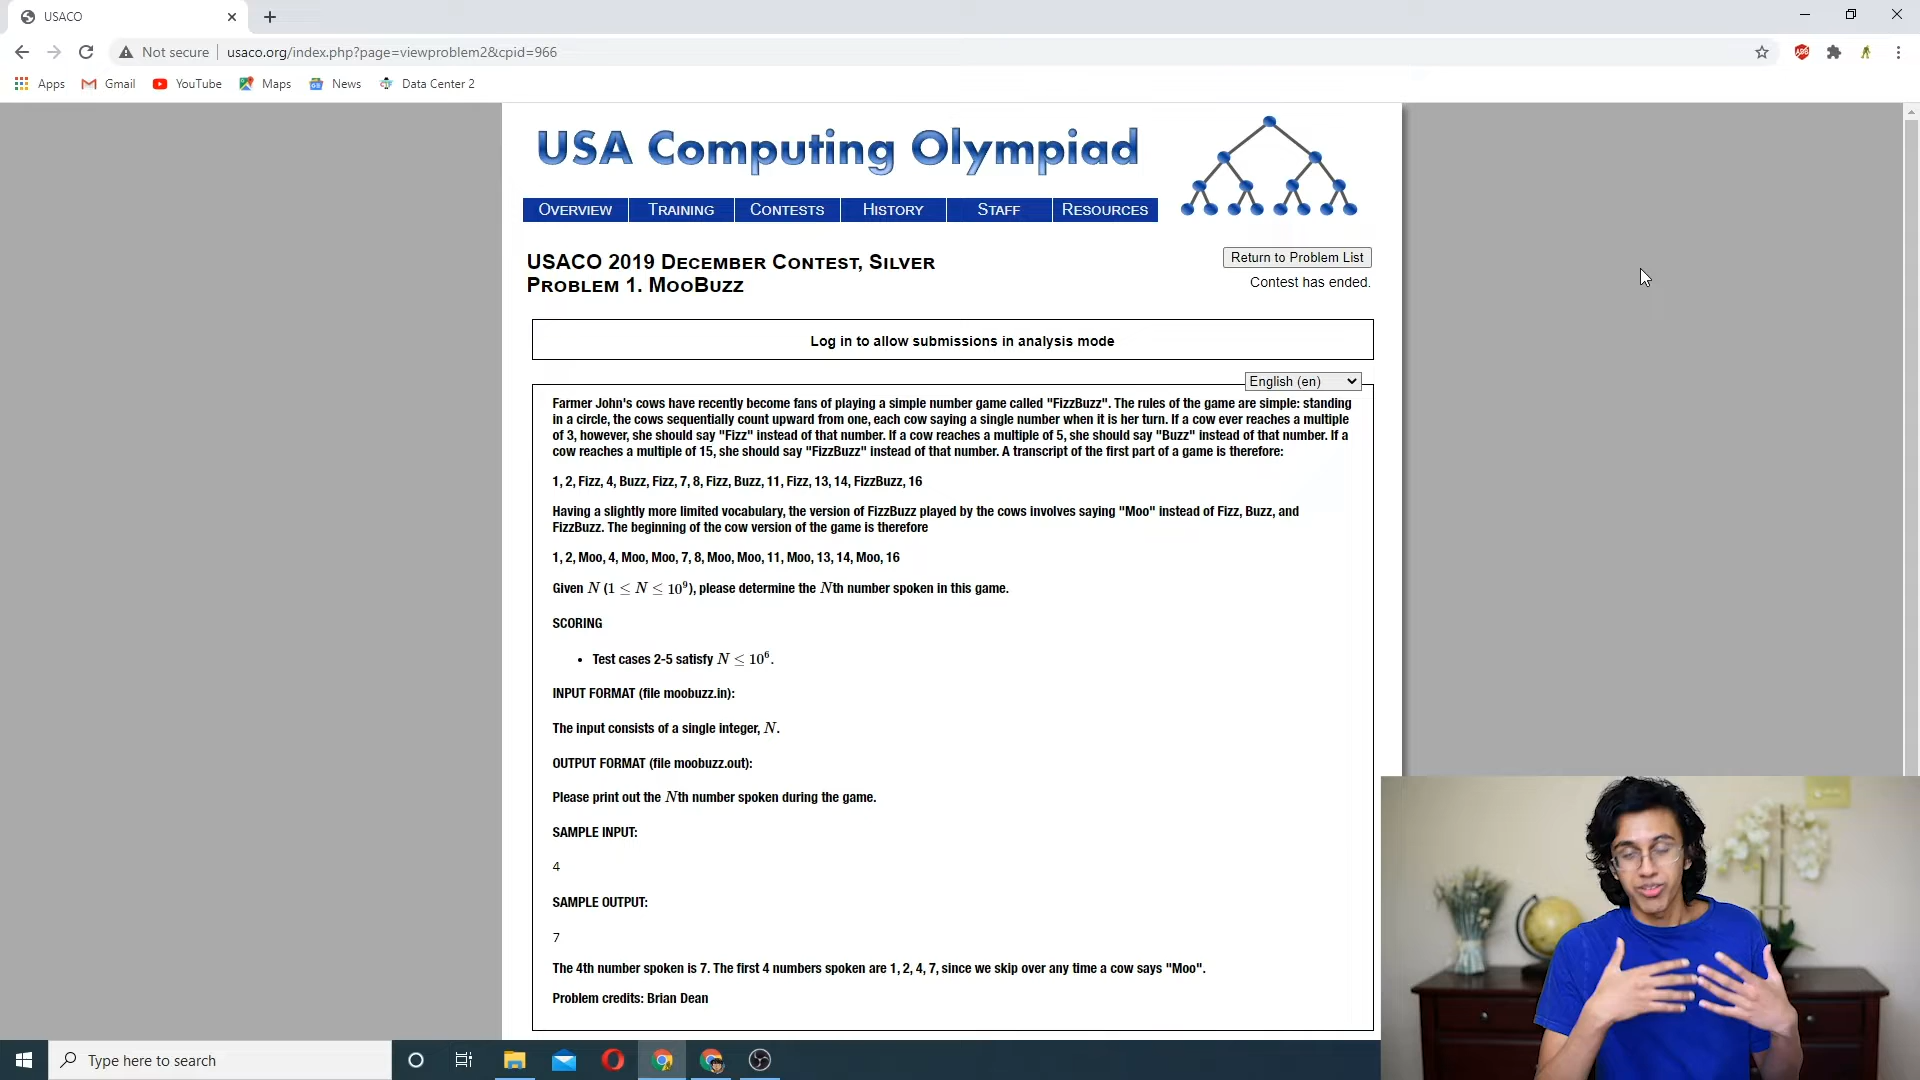 USACO
Not secure
usaco.org/index.php?page=viewproblem2&cpid=966
ABP
Apps
Gmail
YouTube
Maps
News
Data Center 2
USA Computing Olympiad
OVERVIEW
TRAINING
CONTESTS
HISTORY
STAFF
RESOURCES
USACO 2019 DECEMBER CONTEST, SILVER
PROBLEM 1. MOOBUZZ
Return to Problem List
Contest has ended.
Log in to allow submissions in analysis mode
English (en)
Farmer John's cows have recently become fans of playing a simple number game called "FizzBuzz". The rules of the game are simple: standing
in a circle, the cows sequentially count upward from one, each cow saying a single number when it is her turn. If a cow ever reaches a multiple
of 3, however, she should say "Fizz" instead of that number. If a cow reaches a multiple of 5, she should say "Buzz" instead of that number. If a
cow reaches a multiple of 15, she should say "FizzBuzz" instead of that number. A transcript of the first part of a game is therefore:
1, 2, Fizz, 4, Buzz, Fizz, 7, 8, Fizz, Buzz, 11, Fizz, 13, 14, FizzBuzz, 16
Having a slightly more limited vocabulary, the version of FizzBuzz played by the cows involves saying "Moo" instead of Fizz, Buzz, and
FizzBuzz. The beginning of the cow version of the game is therefore
1, 2, Moo, 4, Moo, Moo, 7, 8, Moo, Moo, 11, Moo, 13, 14, Moo, 16
Given N (1 ≤ N ≤ 10⁹), please determine the Nth number spoken in this game.
SCORING
• Test cases 2-5 satisfy N ≤ 10⁶.
INPUT FORMAT (file moobuzz.in):
The input consists of a single integer, N.
OUTPUT FORMAT (file moobuzz.out):
Please print out the Nth number spoken during the game.
SAMPLE INPUT:
4
SAMPLE OUTPUT:
7
The 4th number spoken is 7. The first 4 numbers spoken are 1, 2, 4, 7, since we skip over any time a cow says "Moo".
Problem credits: Brian Dean
Type here to search